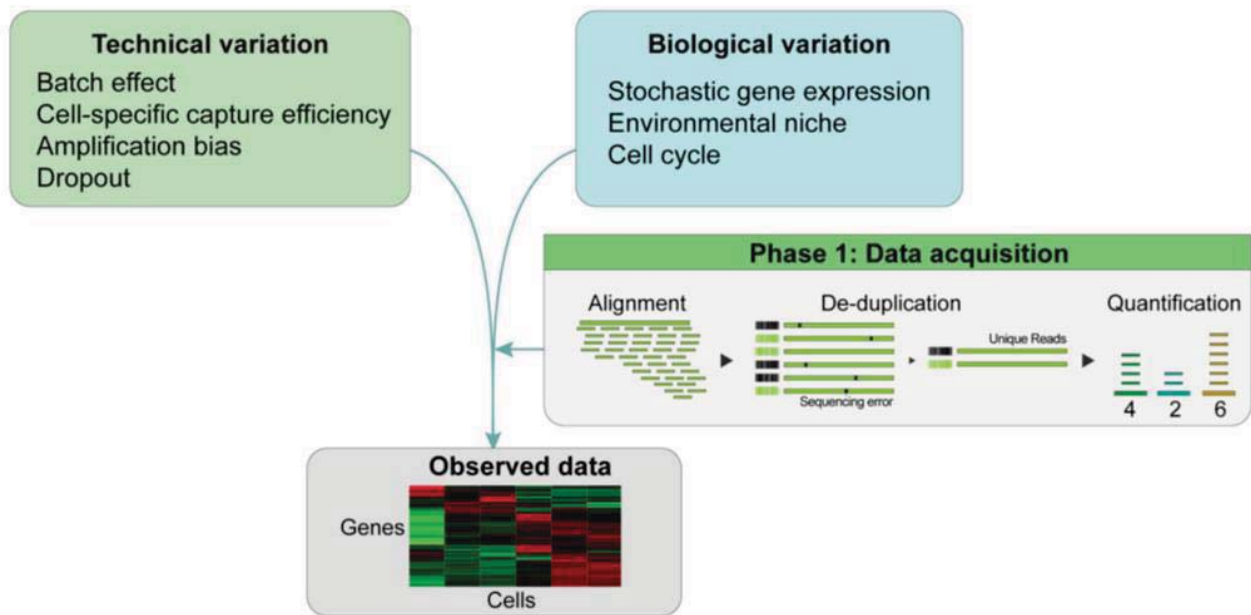 Technical variation
Batch effect
Cell-specific capture efficiency
Amplification bias
Dropout
Biological variation
Stochastic gene expression
Environmental niche
Cell cycle
Phase 1: Data acquisition
Alignment
De-duplication
Quantification
Unique Reads
Sequencing error
4 2 6
Observed data
Genes
Cells